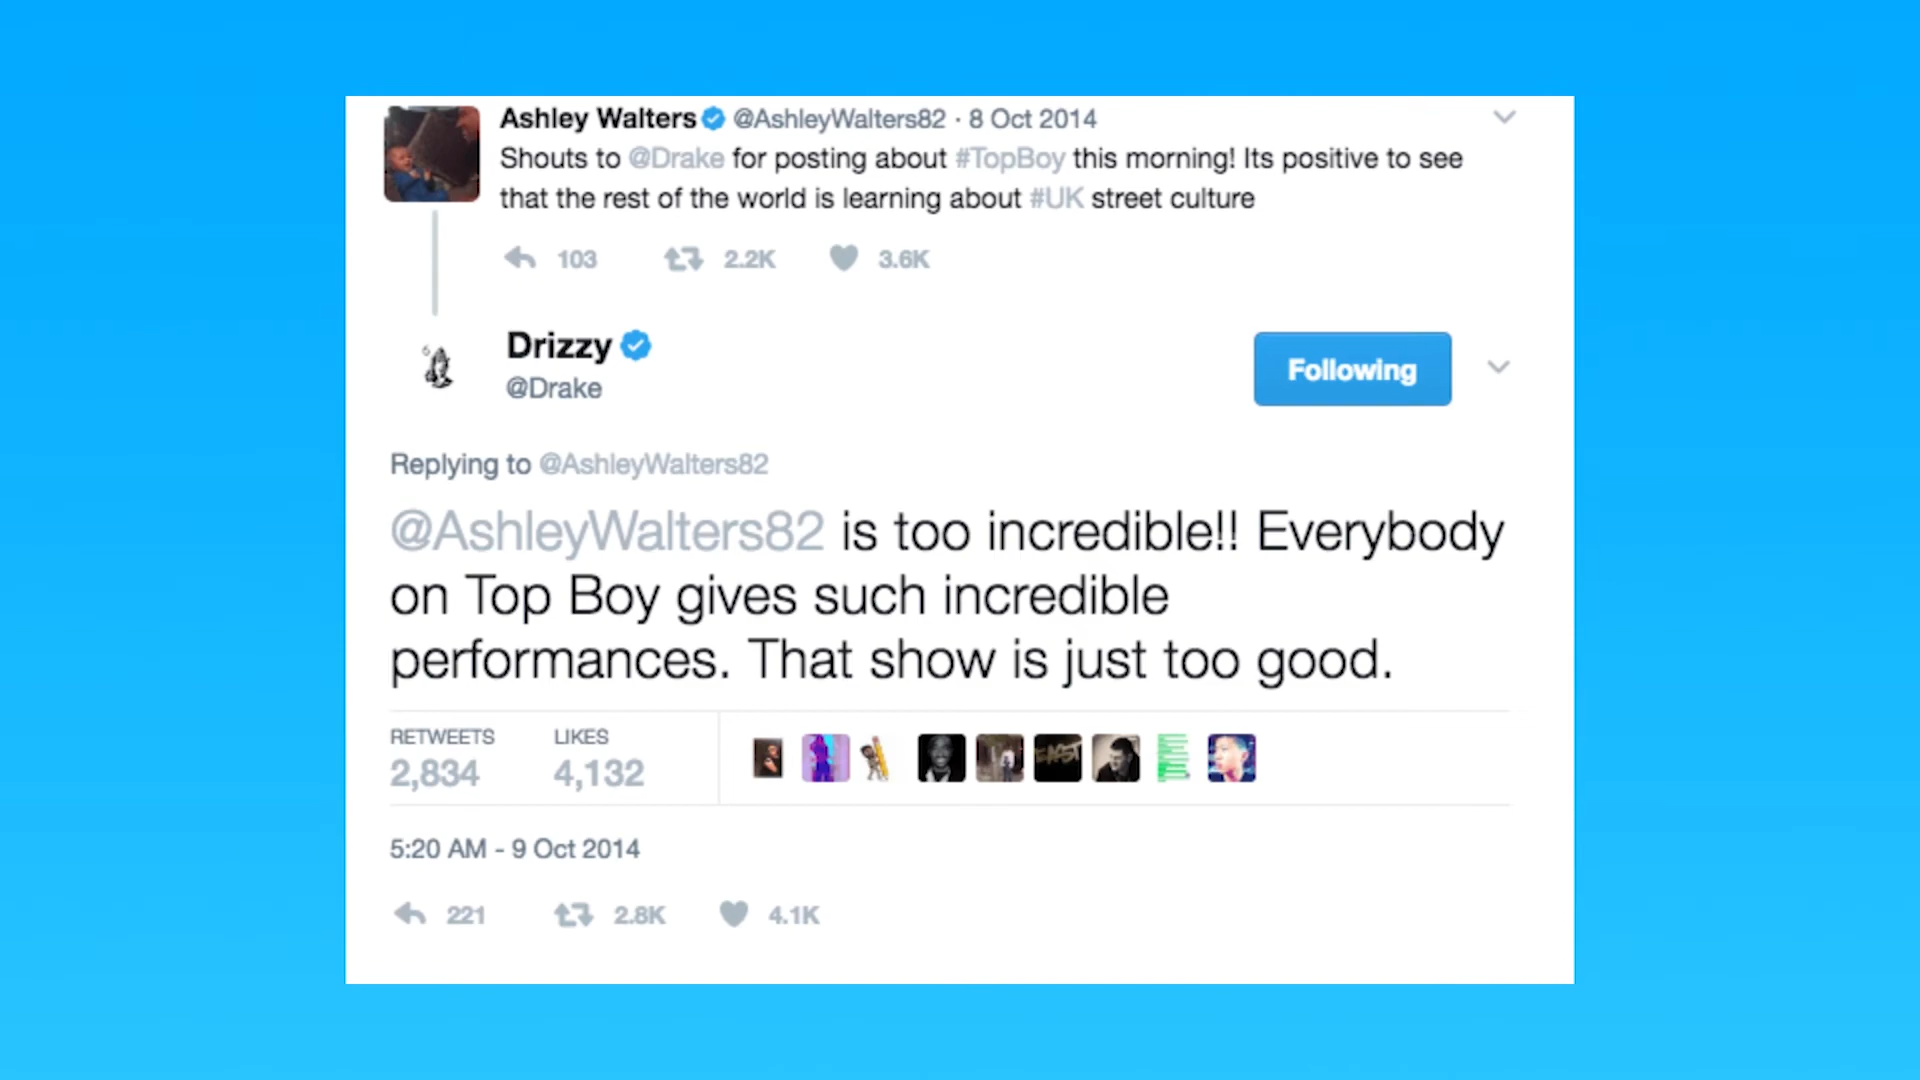 Ashley Walters @AshleyWalters82 · 8 Oct 2014
Shouts to @Drake for posting about #TopBoy this morning! Its positive to see
that the rest of the world is learning about #UK street culture
103 2.2K 3.6K
Drizzy
@Drake
Following
Replying to @AshleyWalters82
@AshleyWalters82 is too incredible!! Everybody
on Top Boy gives such incredible
performances. That show is just too good.
RETWEETS LIKES
2,834 4,132
EAST
5:20 AM - 9 Oct 2014
221 2.8K 4.1K